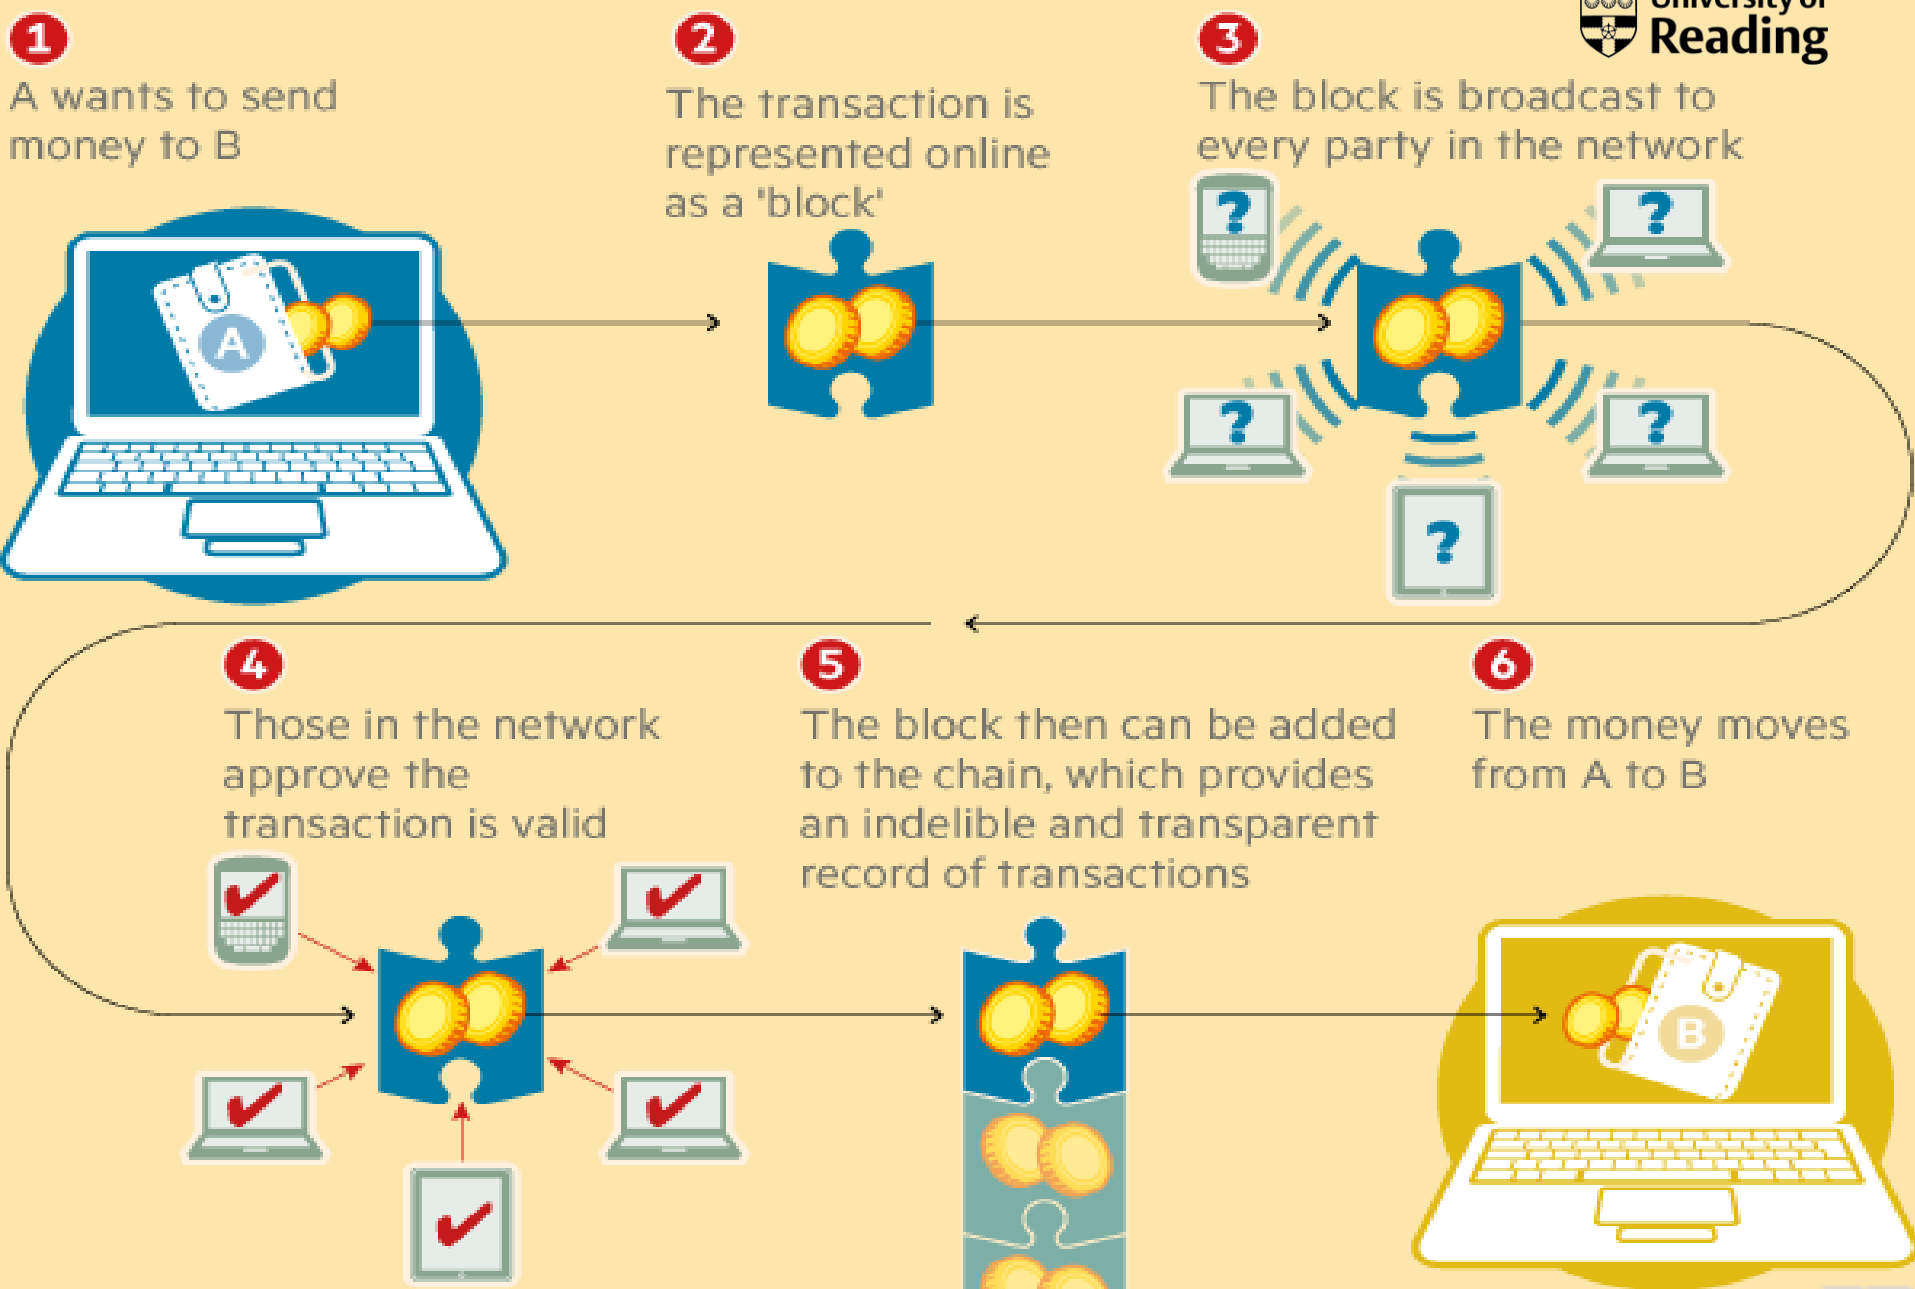 1
A wants to send
money to B
2
The transaction is
represented online
as a 'block'
3
The block is broadcast to
every party in the network
University of
Reading
?
?
?
?
?
A
4
Those in the network
approve the
transaction is valid
5
The block then can be added
to the chain, which provides
an indelible and transparent
record of transactions
6
The money moves
from A to B
B